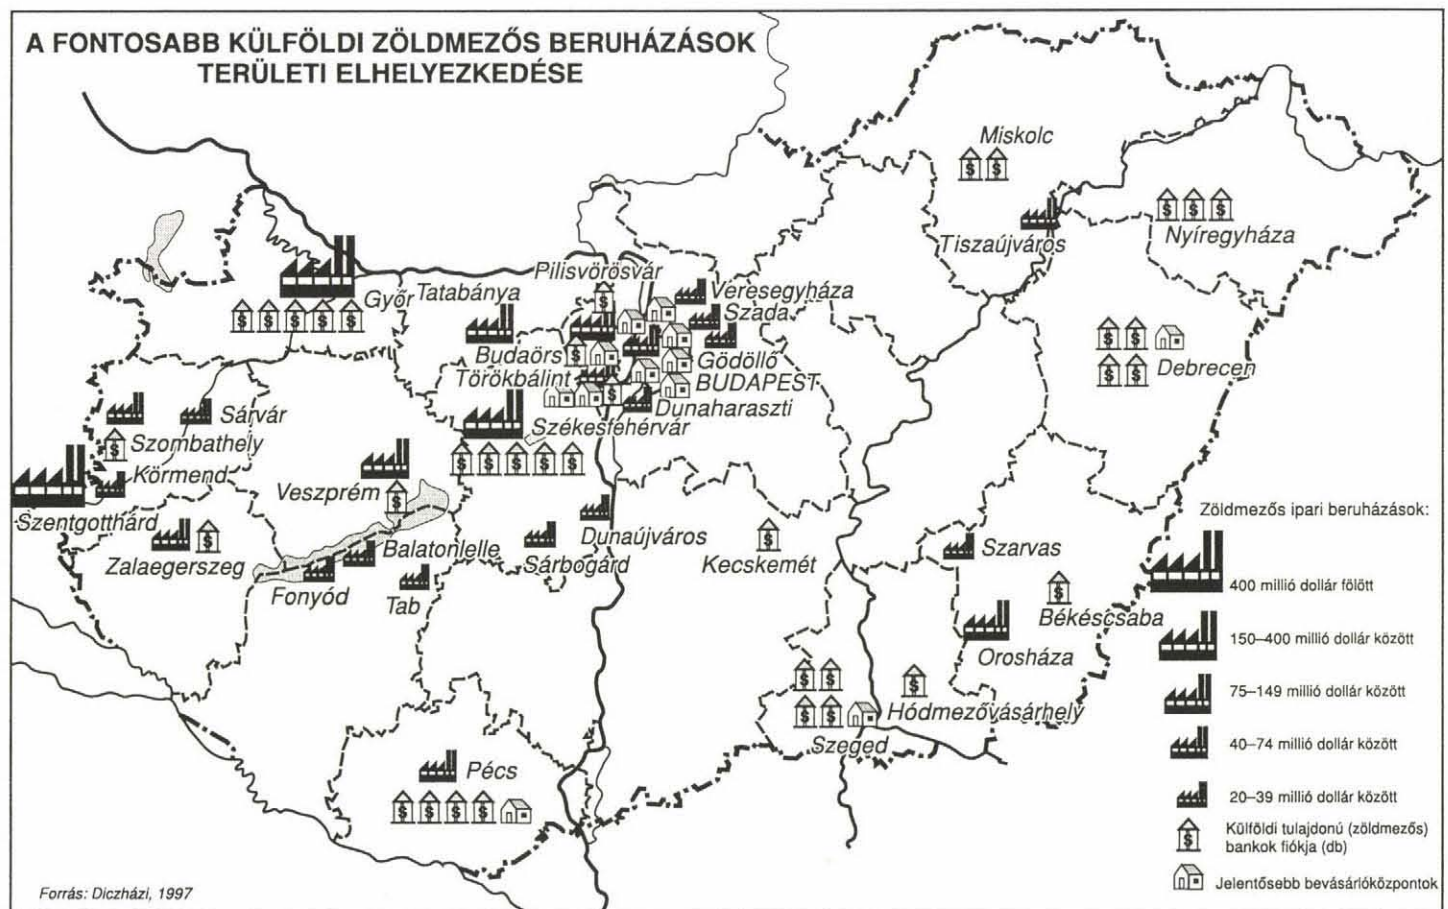 A FONTOSABB KÜLFÖLDI ZÖLDMEZŐS BERUHÁZÁSOK
TERÜLETI ELHELYEZKEDÉSE
Miskolc
Tiszaújváros
Nyíregyháza
Pilisvörösvár
Győr
Tatabánya
Veresegyháza
Szada
Budaörs
Gödöllő
Debrecen
Törökbálint
BUDAPEST
Dunaharaszti
Sárvár
Székesfehérvár
Szombathely
Körmend
Veszprém
Szentgotthárd
Zöldmezős ipari beruházások:
Dunaújváros
Kecskemét
Szarvas
Balatonlelle
Zalaegerszeg
Sárbogárd
400 millió dollár fölött
Fonyód
Tab
Békéscsaba
150–400 millió dollár között
Orosháza
75–149 millió dollár között
Hódmezővásárhely
Szeged
40–74 millió dollár között
Pécs
20–39 millió dollár között
Külföldi tulajdonú (zöldmezős)
bankok fiókja (db)
Jelentősebb bevásárlóközpontok
Forrás: Diczházi, 1997